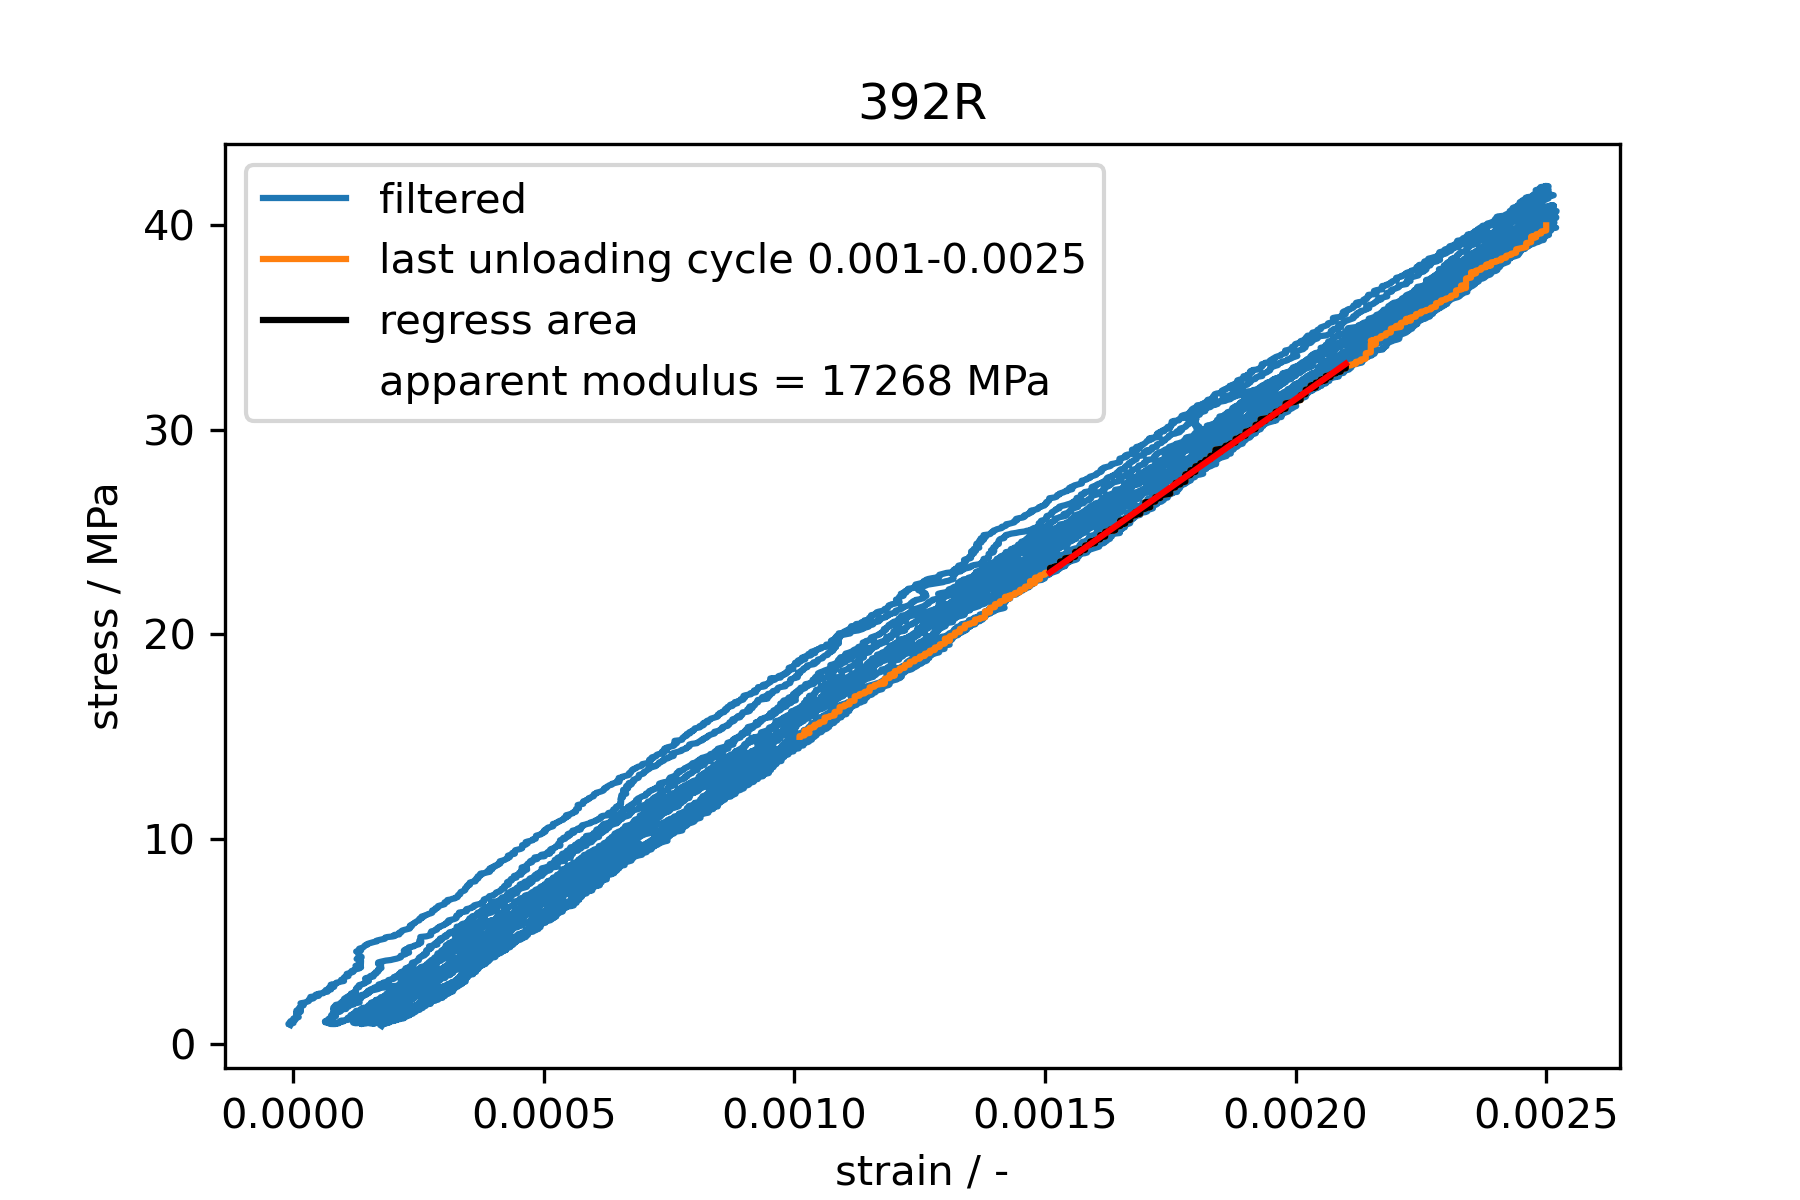 392R
filtered
last unloading cycle 0.001-0.0025
regress area
apparent modulus = 17268 MPa
stress / MPa
40
30
20
10
0
0.0000 0.0005 0.0010 0.0015 0.0020 0.0025
strain / -